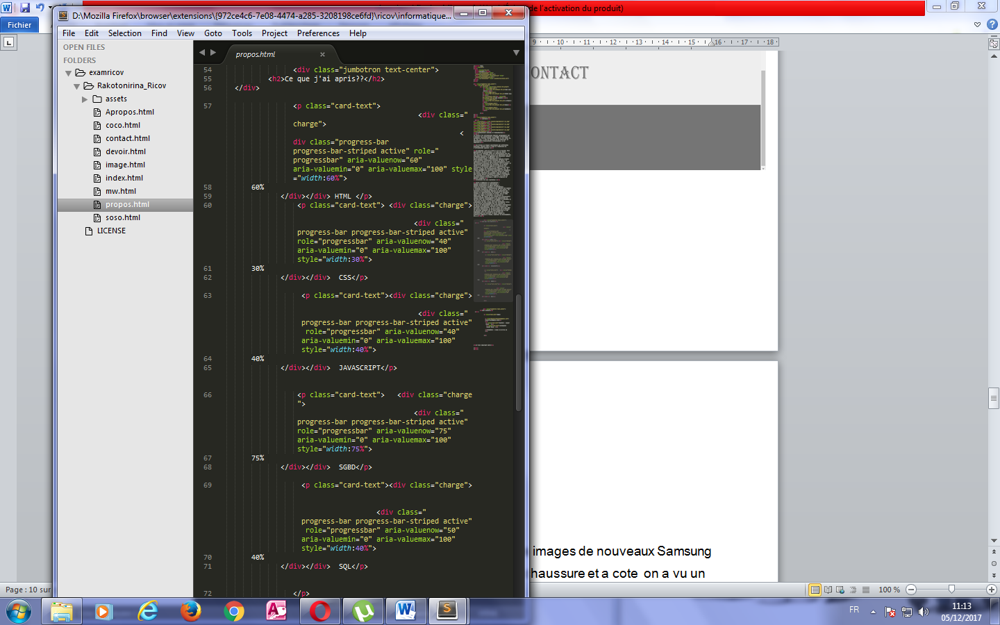 D:\Mozilla Firefox\browser\extensions\{972ce4c6-7e08-4474-a285-3208198ce6fd}\ricov\informatique...
de l'activation du produit)
Fichier
File Edit Selection Find View Goto Tools Project Preferences Help
OPEN FILES
FOLDERS
examricov
Rakotonirina_Ricov
assets
Apropos.html
coco.html
contact.html
devoir.html
image.html
index.html
mw.html
propos.html
soso.html
LICENSE
propos.html
54 <div class="jumbotron text-center">
55 <h2>Ce que j'ai apris??</h2>
56 </div>
57 <p class="card-text">
<div class="
charge">
<
div class="progress-bar
progress-bar-striped active" role="
progressbar" aria-valuenow="60"
aria-valuemin="0" aria-valuemax="100" style
="width:60%">
58 60%
59 </div></div> HTML </p>
60 <p class="card-text"> <div class="charge">
<div class="
progress-bar progress-bar-striped active"
role="progressbar" aria-valuenow="40"
aria-valuemin="0" aria-valuemax="100"
style="width:30%">
61 30%
62 </div></div> CSS</p>
63 <p class="card-text"><div class="charge">
<div class="
progress-bar progress-bar-striped active"
role="progressbar" aria-valuenow="40"
aria-valuemin="0" aria-valuemax="100"
style="width:40%">
64 40%
65 </div></div> JAVASCRIPT</p>
66 <p class="card-text"> <div class="charge
">
<div class="
progress-bar progress-bar-striped active"
role="progressbar" aria-valuenow="75"
aria-valuemin="0" aria-valuemax="100"
style="width:75%">
67 75%
68 </div></div> SGBD</p>
69 <p class="card-text"><div class="charge">
<div class="
progress-bar progress-bar-striped active"
role="progressbar" aria-valuenow="50"
aria-valuemin="0" aria-valuemax="100"
style="width:40%">
70 40%
71 </div></div> SQL</p>
72 </p>
9 10 11 12 13 14 15 16 17 18
ONTACT
images de nouveaux Samsung
haussure et a cote on a vu un
Page : 10 sur
100 %
FR
11:13
05/12/2017